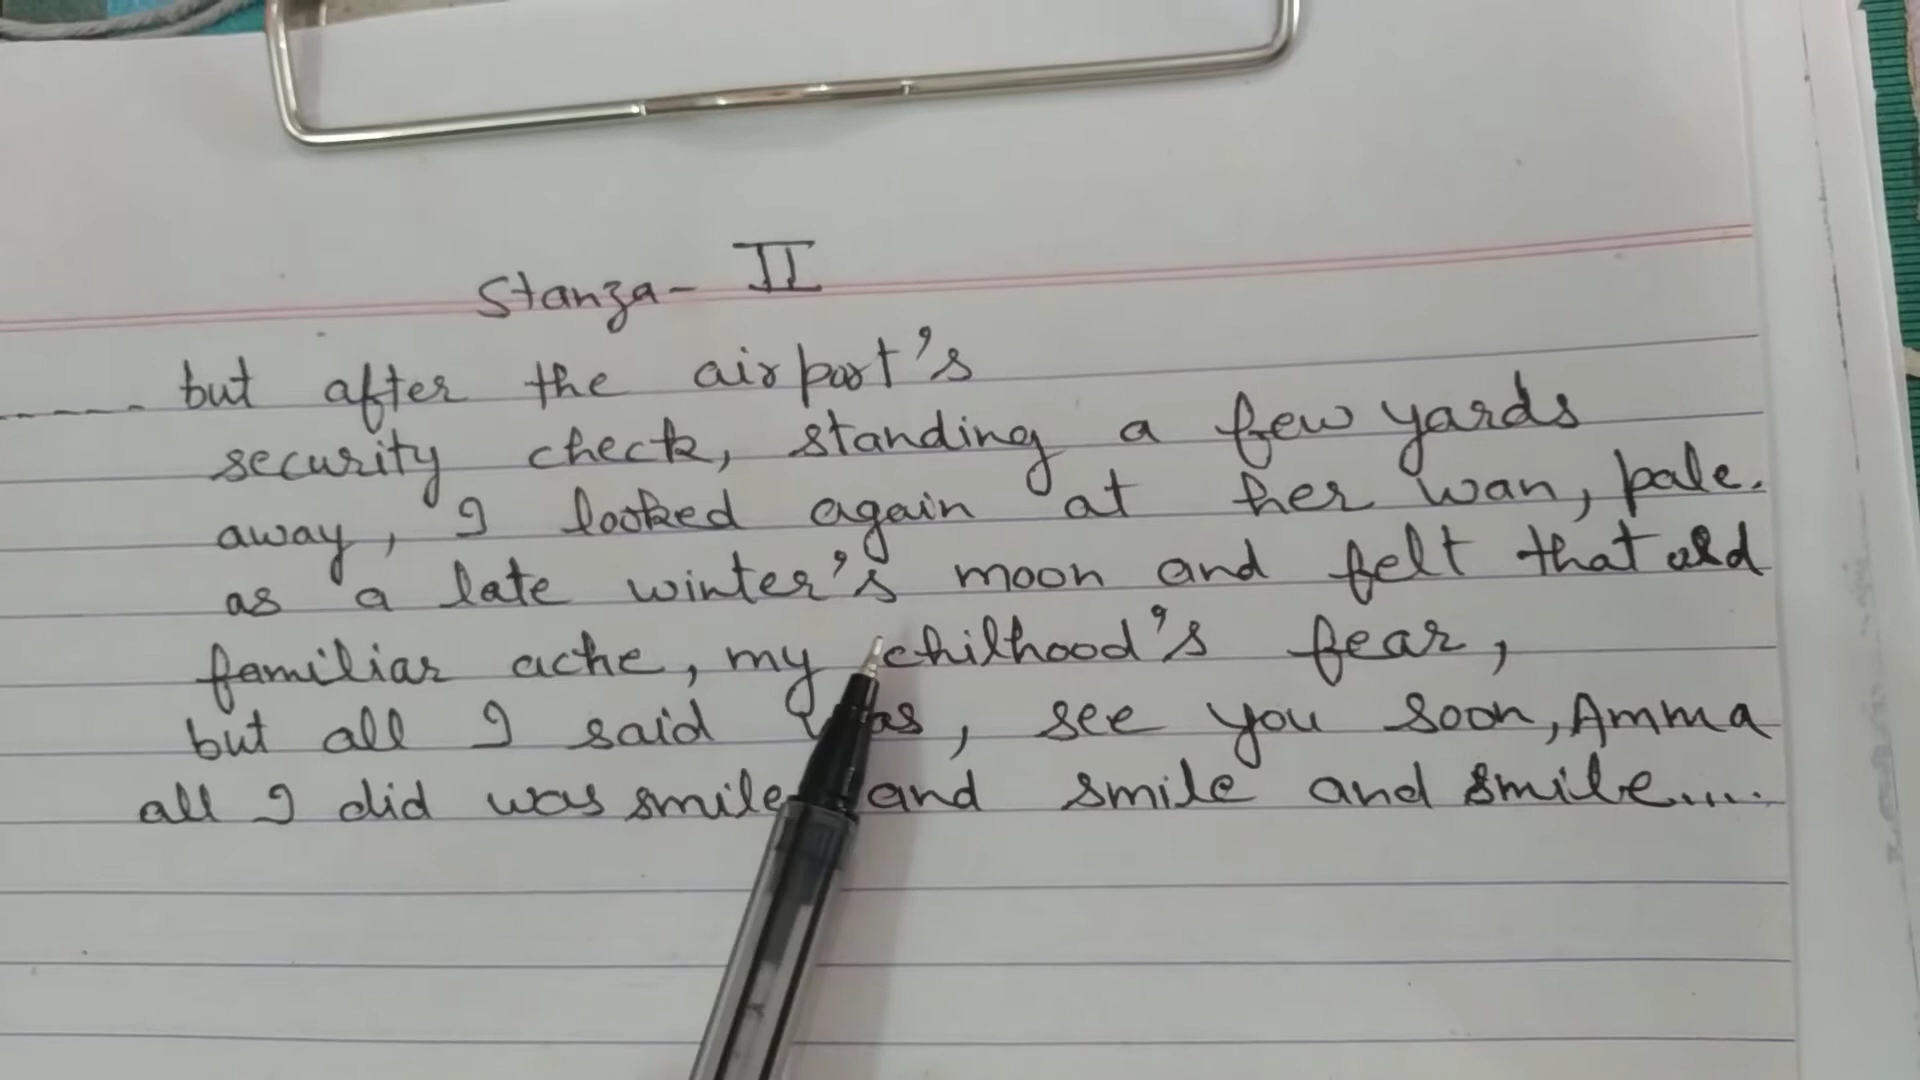 Stanza- II
----- but after the airport's
security check, standing a few yards
away, I looked again at her wan, pale.
as a late winter's moon and felt that old
familiar ache, my chilhood's fear,
but all I said was, see you soon, Amma
all I did was smile and smile and smile....